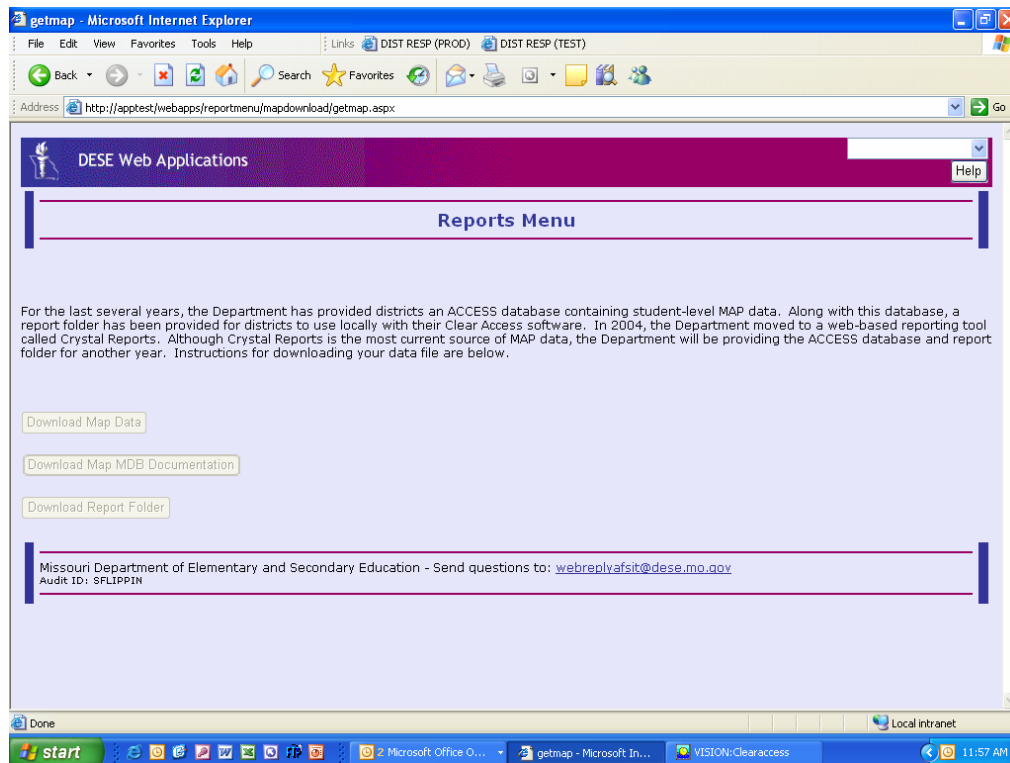 getmap - Microsoft Internet Explorer
File Edit View Favorites Tools Help Links DIST RESP (PROD) DIST RESP (TEST)
Back Search Favorites
Address http://apptest/webapps/reportmenu/mapdownload/getmap.aspx Go
DESE Web Applications
Help
Reports Menu
For the last several years, the Department has provided districts an ACCESS database containing student-level MAP data. Along with this database, a
report folder has been provided for districts to use locally with their Clear Access software. In 2004, the Department moved to a web-based reporting tool
called Crystal Reports. Although Crystal Reports is the most current source of MAP data, the Department will be providing the ACCESS database and report
folder for another year. Instructions for downloading your data file are below.
Download Map Data
Download Map MDB Documentation
Download Report Folder
Missouri Department of Elementary and Secondary Education - Send questions to: webreplyafsit@dese.mo.gov
Audit ID: SFLIPPIN
Done Local intranet
start 2 Microsoft Office O... getmap - Microsoft In... VISION:Clearaccess 11:57 AM